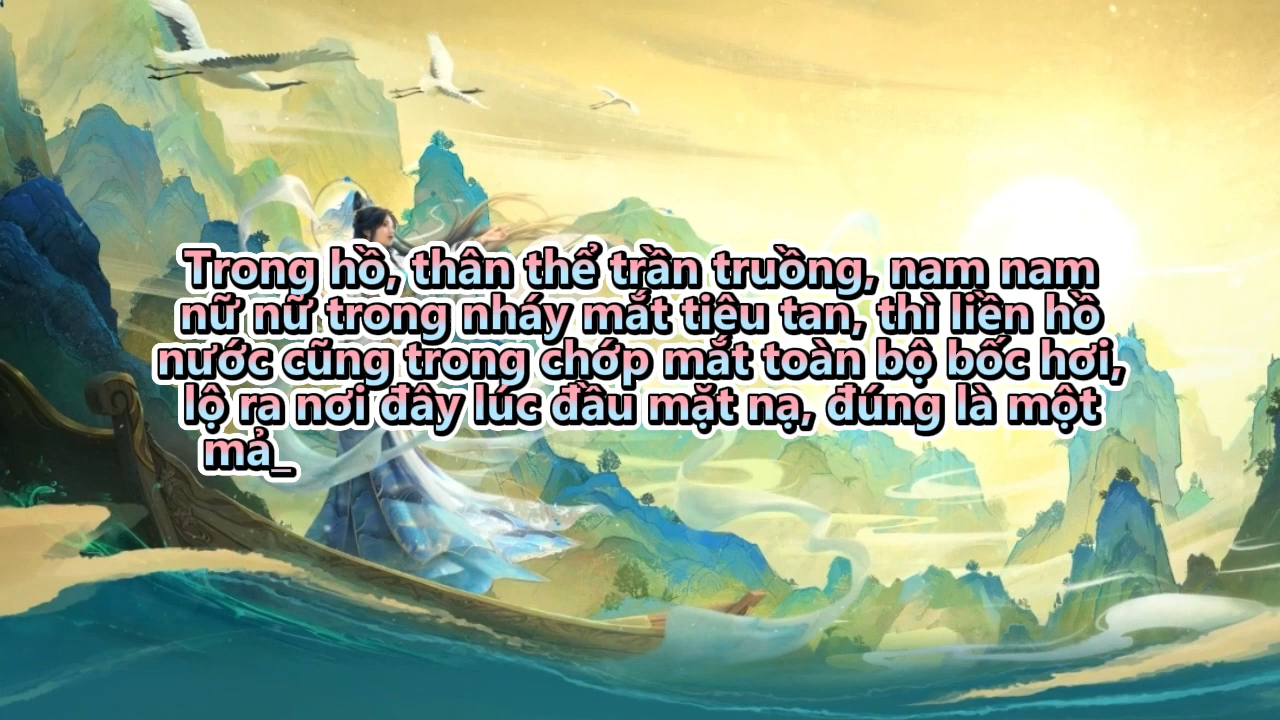 Trong hồ, thân thể trần truồng, nam nam
nữ nữ trong nháy mắt tiêu tan, thì liền hồ
nước cũng trong chớp mắt toàn bộ bốc hơi,
lộ ra nơi đây lúc đầu mặt nạ, đúng là một
mả_